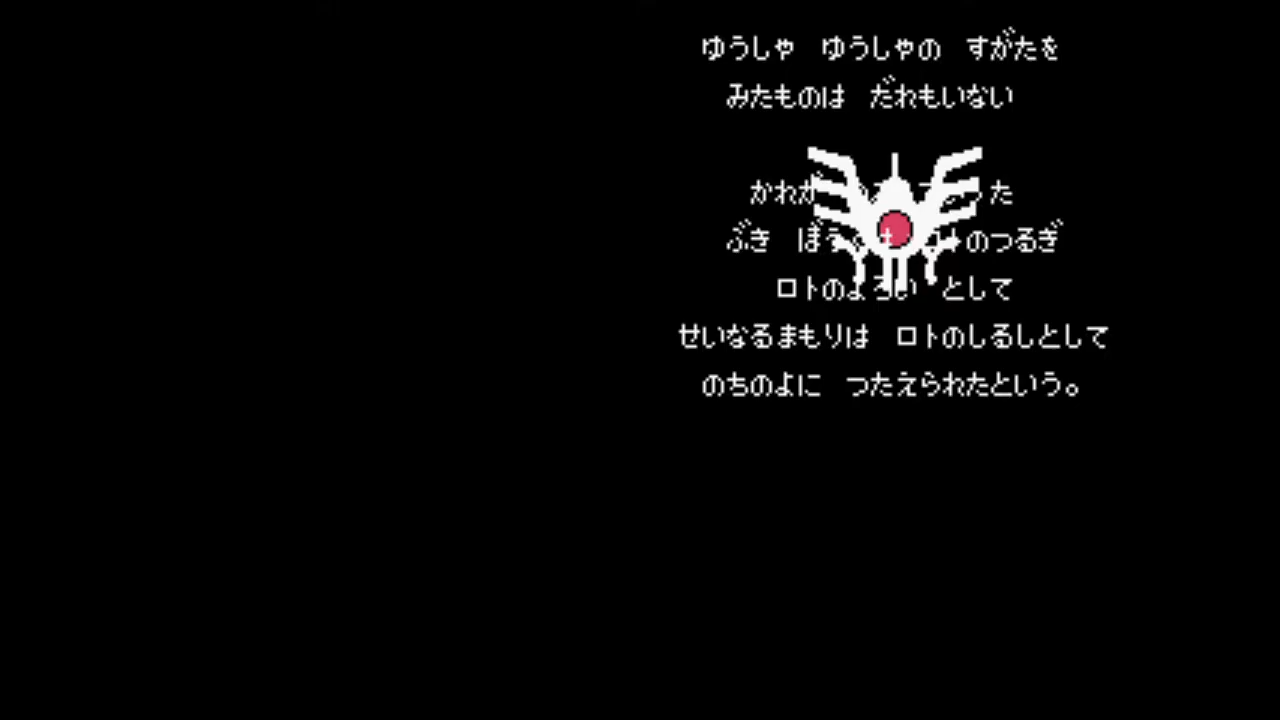 ゆうしゃ ゆうしゃの すがたを
みたものは だれもいない
かれが た
ぶき ぼう のつるぎ
ロトのよろい として
せいなるまもりは ロトのしるしとして
のちのよに つたえられたという。